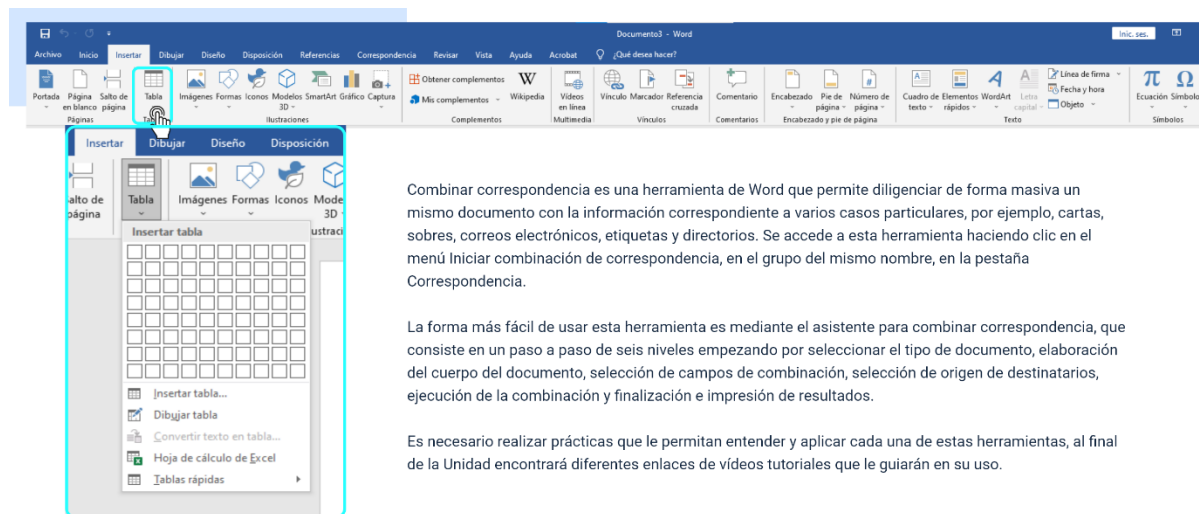 Documento3 - Word
Inic. ses.
Archivo Inicio Insertar Dibujar Diseño Disposición Referencias Correspondencia Revisar Vista Ayuda Acrobat ¿Qué desea hacer?
Portada Página en blanco Salto de página
Tabla
Imágenes Formas Iconos Modelos 3D SmartArt Gráfico Captura
Obtener complementos
Mis complementos
Wikipedia
Vídeos en línea
Vínculo Marcador Referencia cruzada
Comentario
Encabezado Pie de página Número de página
Cuadro de texto Elementos rápidos WordArt Letra capital
Línea de firma
Fecha y hora
Objeto
Ecuación Símbolo
Páginas Ilustraciones Complementos Multimedia Vínculos Comentarios Encabezado y pie de página Texto Símbolos
Insertar Dibujar Diseño Disposición
alto de
página
Tabla
Imágenes Formas Iconos Mode
3D
ustraci
Insertar tabla
Insertar tabla...
Dibujar tabla
Convertir texto en tabla...
Hoja de cálculo de Excel
Tablas rápidas
Combinar correspondencia es una herramienta de Word que permite diligenciar de forma masiva un
mismo documento con la información correspondiente a varios casos particulares, por ejemplo, cartas,
sobres, correos electrónicos, etiquetas y directorios. Se accede a esta herramienta haciendo clic en el
menú Iniciar combinación de correspondencia, en el grupo del mismo nombre, en la pestaña
Correspondencia.
La forma más fácil de usar esta herramienta es mediante el asistente para combinar correspondencia, que
consiste en un paso a paso de seis niveles empezando por seleccionar el tipo de documento, elaboración
del cuerpo del documento, selección de campos de combinación, selección de origen de destinatarios,
ejecución de la combinación y finalización e impresión de resultados.
Es necesario realizar prácticas que le permitan entender y aplicar cada una de estas herramientas, al final
de la Unidad encontrará diferentes enlaces de vídeos tutoriales que le guiarán en su uso.